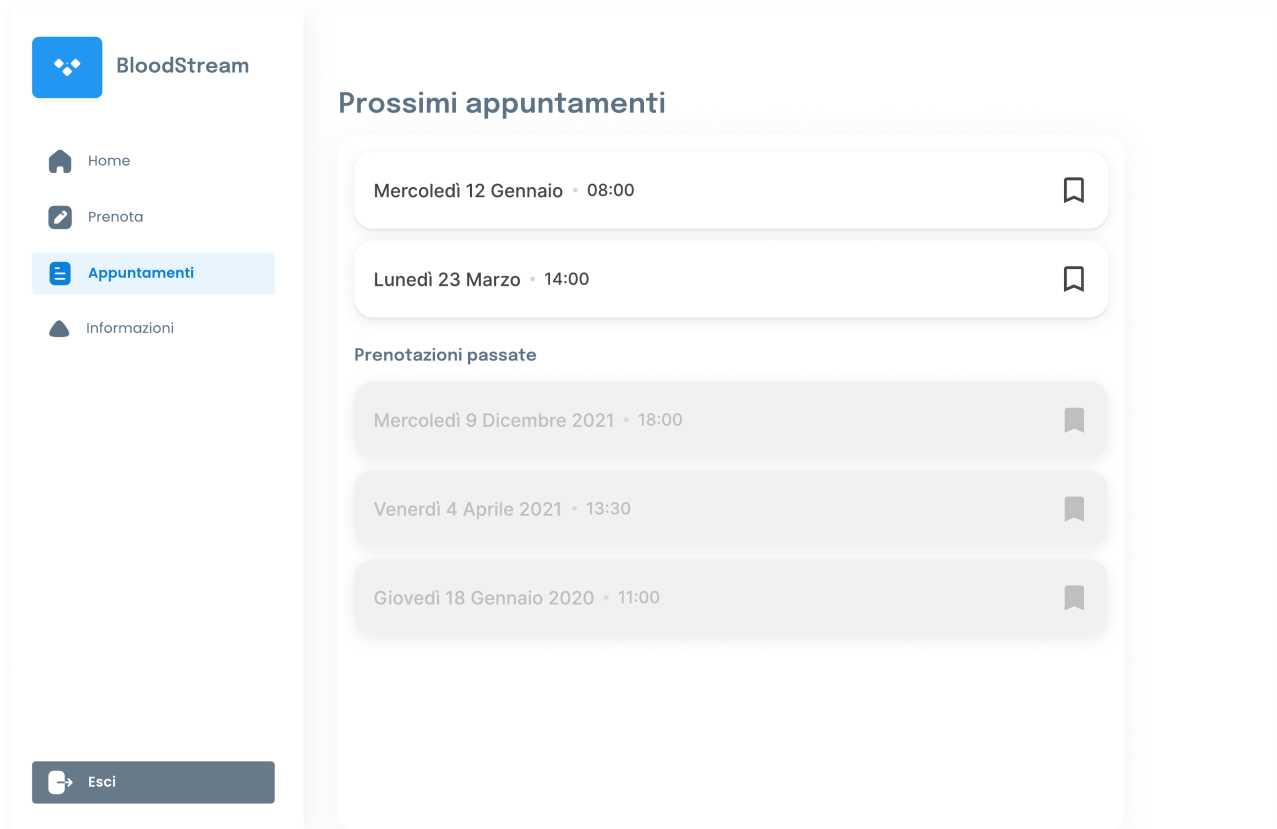 BloodStream
Home
Prenota
Appuntamenti
Informazioni
Esci
Prossimi appuntamenti
Mercoledì 12 Gennaio • 08:00
Lunedì 23 Marzo • 14:00
Prenotazioni passate
Mercoledì 9 Dicembre 2021 • 18:00
Venerdì 4 Aprile 2021 • 13:30
Giovedì 18 Gennaio 2020 • 11:00